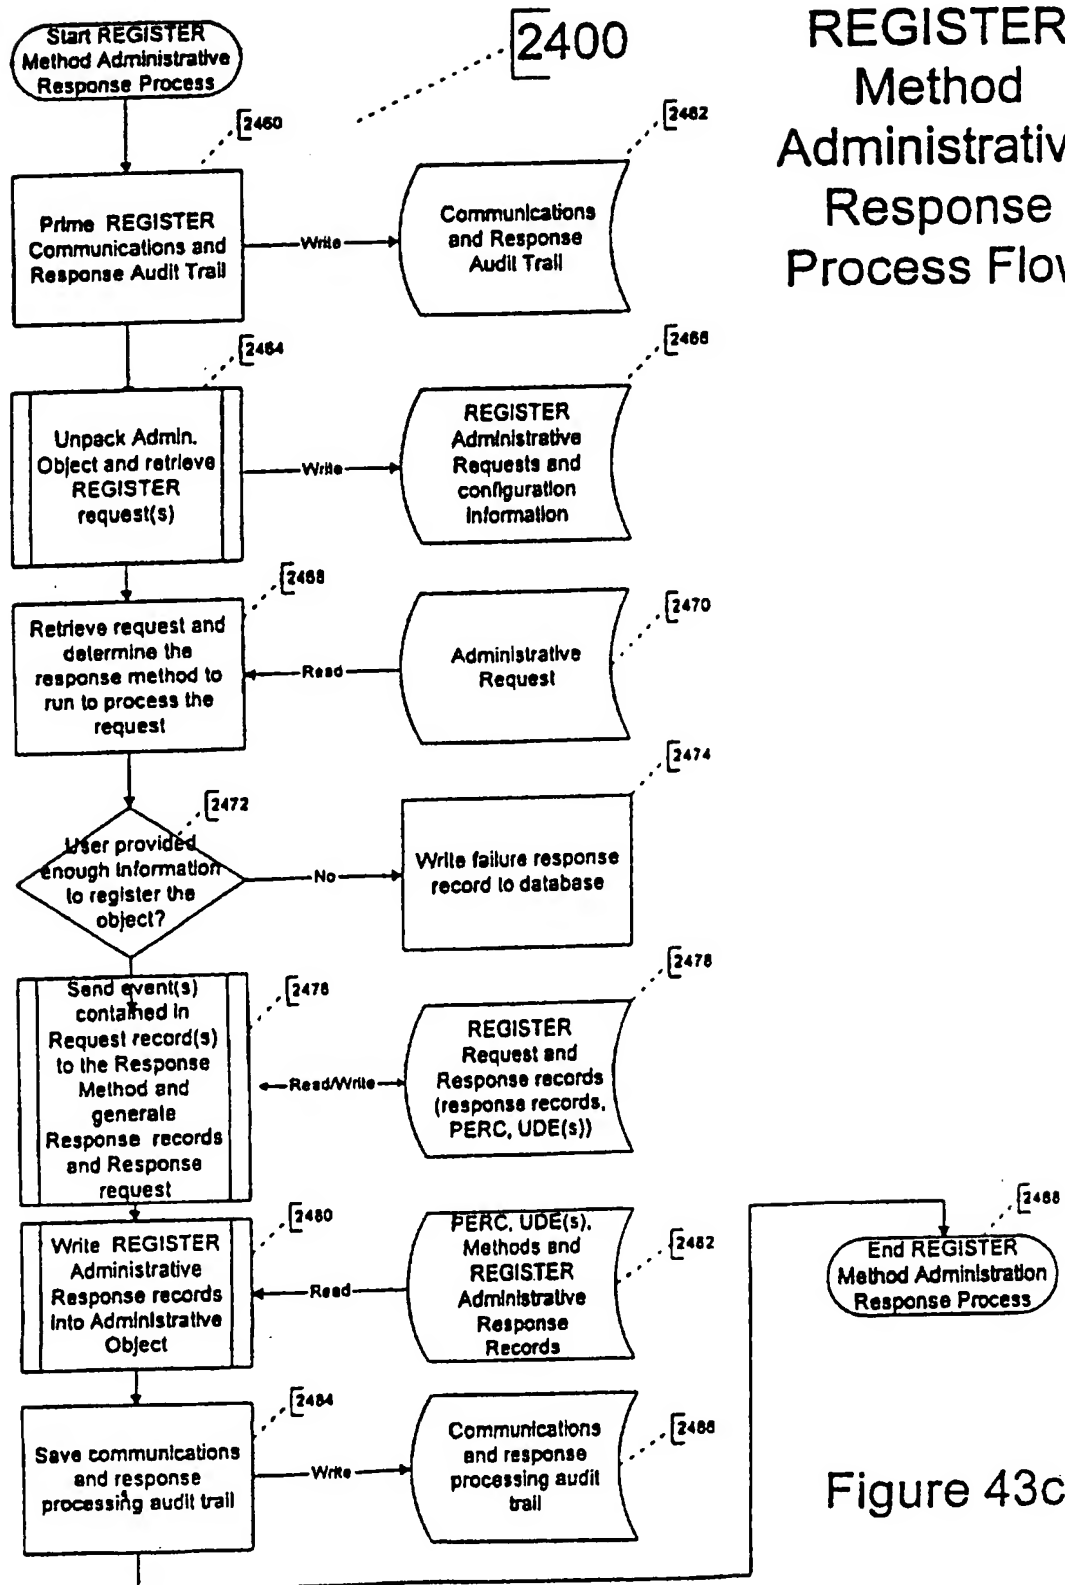 Start REGISTER
Method Administrative
Response Process
2400
REGISTER
Method
Administrativ
Response
Process Flow
2460
Prime REGISTER
Communications and
Response Audit Trail
Write
2462
Communications
and Response
Audit Trail
2464
Unpack Admin.
Object and retrieve
REGISTER
request(s)
Write
2466
REGISTER
Administrative
Requests and
configuration
information
2468
Retrieve request and
determine the
response method to
run to process the
request
Read
2470
Administrative
Request
2472
User provided
enough information
to register the
object?
No
2474
Write failure response
record to database
2476
Send event(s)
contained in
Request record(s)
to the Response
Method and
generate
Response records
and Response
request
Read/Write
2478
REGISTER
Request and
Response records
(response records,
PERC, UDE(s))
2480
Write REGISTER
Administrative
Response records
into Administrative
Object
Read
2482
PERC, UDE(s),
Methods and
REGISTER
Administrative
Response
Records
2484
Save communications
and response
processing audit trail
Write
2486
Communications
and response
processing audit
trail
2488
End REGISTER
Method Administration
Response Process
Figure 43c